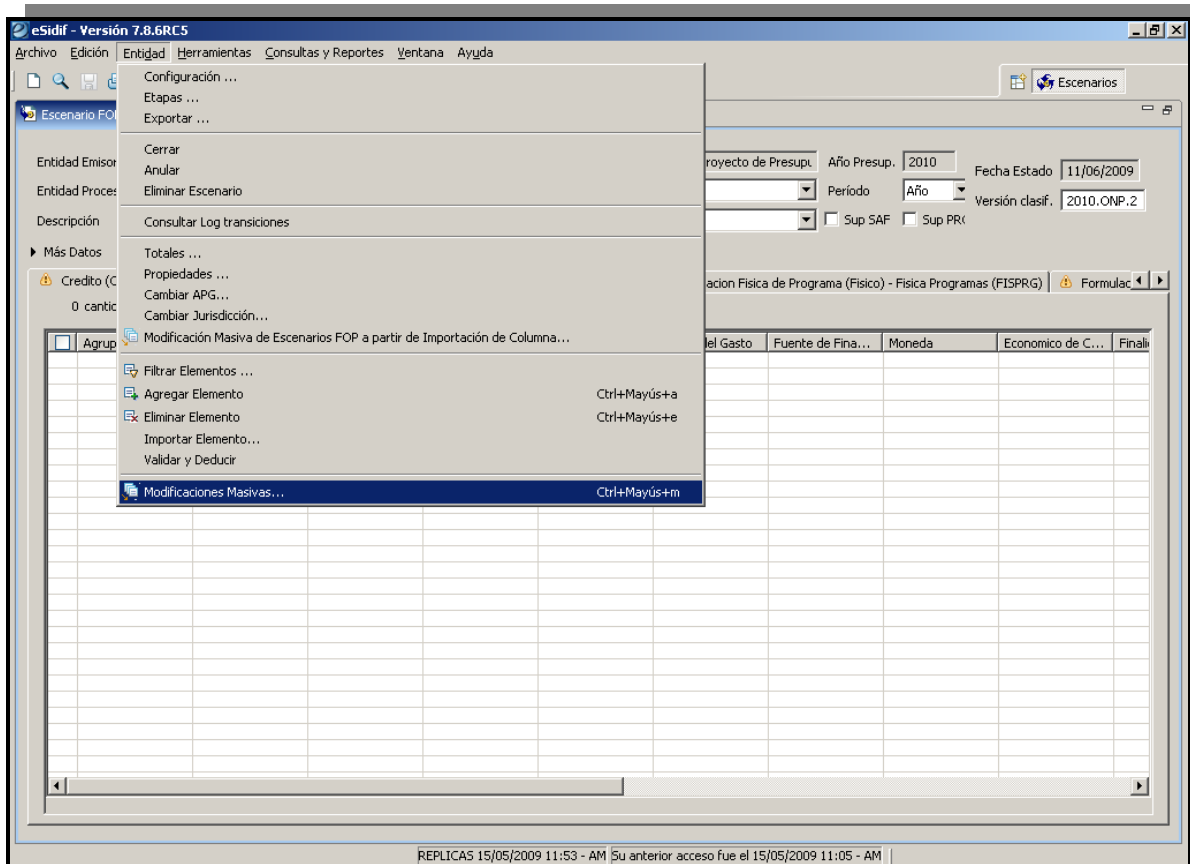 eSidif - Versión 7.8.6RC5
Archivo Edición Entidad Herramientas Consultas y Reportes Ventana Ayuda
Configuración ...
Escenarios
Etapas ...
Escenario FOP
Exportar ...
Cerrar
Entidad Emisor royecto de Presupu Año Presup. 2010 Fecha Estado 11/06/2009
Anular
Entidad Proces Eliminar Escenario Período Año Versión clasif. 2010.ONP.2
Descripción Consultar Log transiciones Sup SAF Sup PR
Más Datos Totales ...
Propiedades ...
Credito (C acion Fisica de Programa (Fisico) - Fisica Programas (FISPRG) Formulac
Cambiar APG...
0 cantic
Cambiar Jurisdicción...
Modificación Masiva de Escenarios FOP a partir de Importación de Columna...
Agrup del Gasto Fuente de Fina... Moneda Economico de C... Finali
Filtrar Elementos ...
Agregar Elemento Ctrl+Mayús+a
Eliminar Elemento Ctrl+Mayús+e
Importar Elemento...
Validar y Deducir
Modificaciones Masivas... Ctrl+Mayús+m
REPLICAS 15/05/2009 11:53 - AM Su anterior acceso fue el 15/05/2009 11:05 - AM